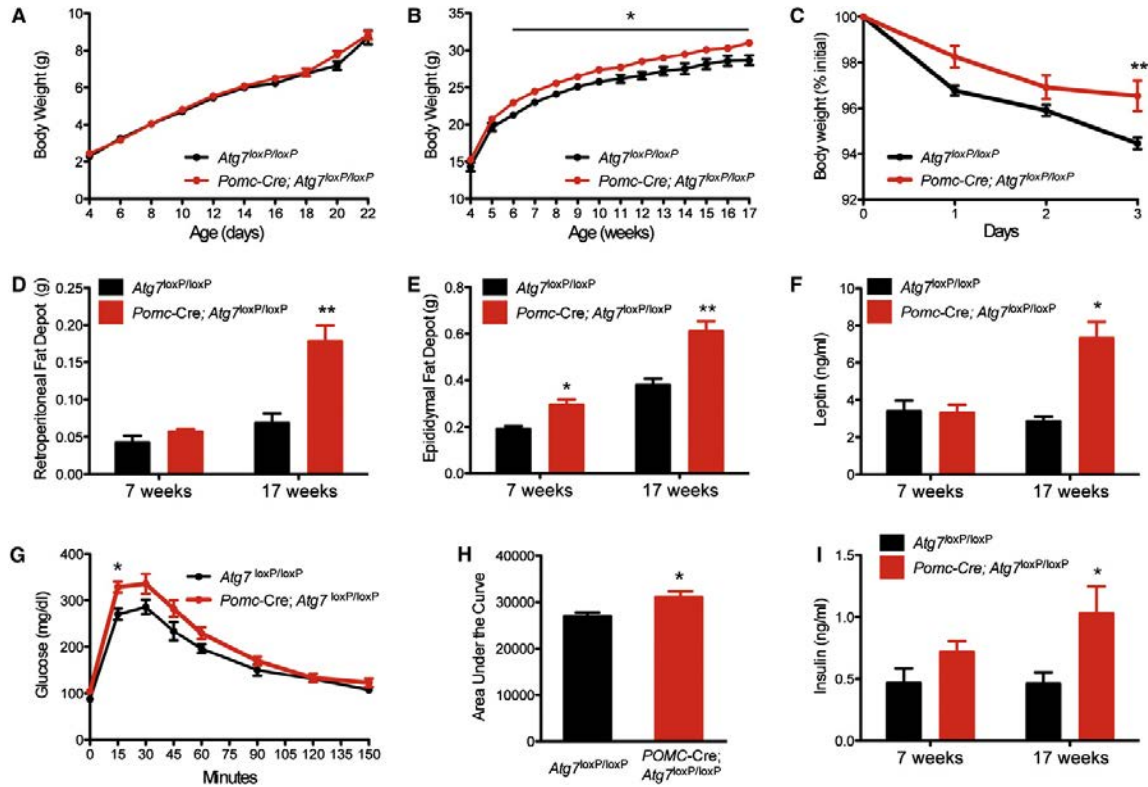 A
Body Weight (g)
10
8
6
4
2
0
Atg7loxP/loxP
Pomc-Cre; Atg7loxP/loxP
4 6 8 10 12 14 16 18 20 22
Age (days)
B
Body Weight (g)
35
30
25
20
15
10
*
Atg7loxP/loxP
Pomc-Cre; Atg7loxP/loxP
4 5 6 7 8 9 10 11 12 13 14 15 16 17
Age (weeks)
C
Body weight (% initial)
100
98
96
94
92
**
Atg7loxP/loxP
Pomc-Cre; Atg7loxP/loxP
0 1 2 3
Days
D
Retroperitoneal Fat Depot (g)
0.25
0.20
0.15
0.10
0.05
0.00
Atg7loxP/loxP
Pomc-Cre; Atg7loxP/loxP
**
7 weeks 17 weeks
E
Epididymal Fat Depot (g)
0.8
0.6
0.4
0.2
0.0
Atg7loxP/loxP
Pomc-Cre; Atg7loxP/loxP
* **
7 weeks 17 weeks
F
Leptin (ng/ml)
10
8
6
4
2
0
Atg7loxP/loxP
Pomc-Cre; Atg7loxP/loxP
*
7 weeks 17 weeks
G
Glucose (mg/dl)
400
300
200
100
0
*
Atg7 loxP/loxP
Pomc-Cre; Atg7 loxP/loxP
0 15 30 45 60 75 90 105 120 135 150
Minutes
H
Area Under the Curve
40000
30000
20000
10000
0
*
Atg7loxP/loxP
POMC-Cre;
Atg7loxP/loxP
I
Insulin (ng/ml)
1.5
1.0
0.5
0.0
Atg7loxP/loxP
Pomc-Cre; Atg7loxP/loxP
*
7 weeks 17 weeks